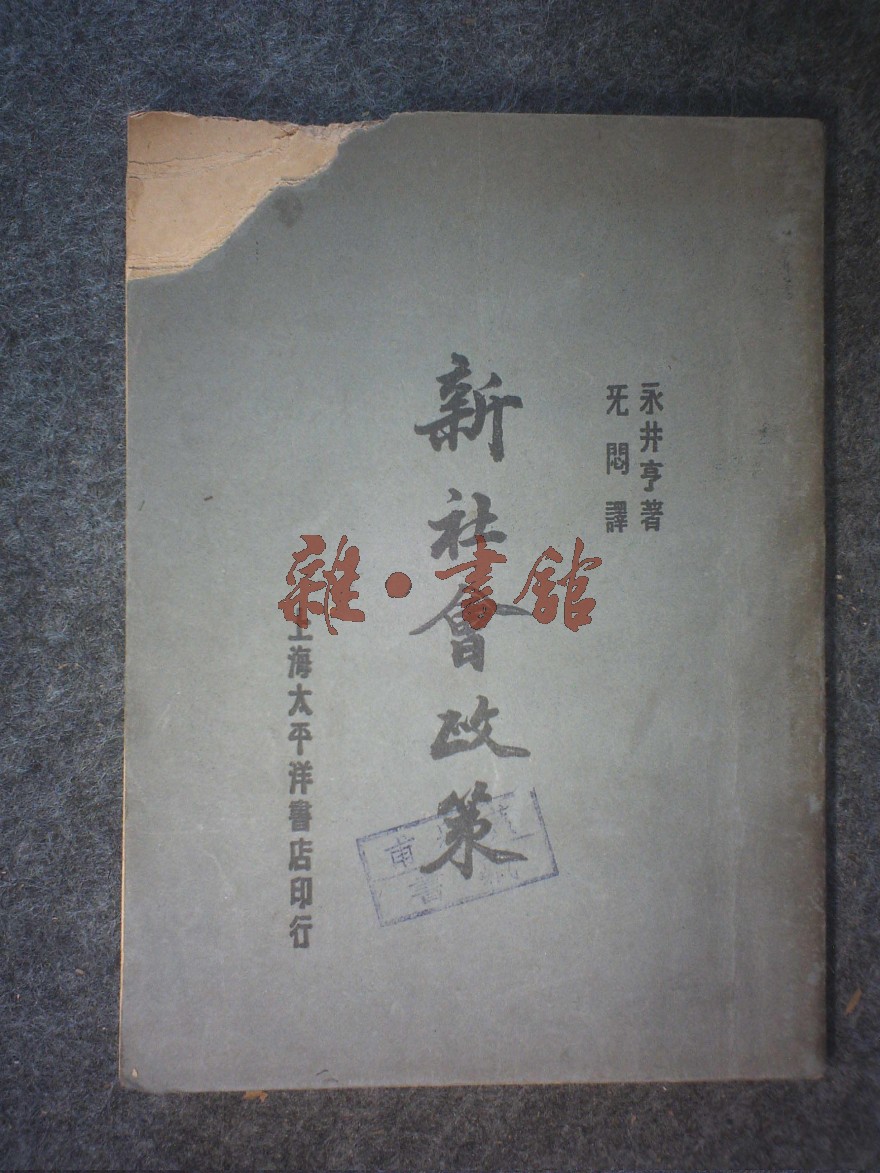 永井亨著
旡悶譯
新社會政策
上海太平洋書店印行
雜·書館